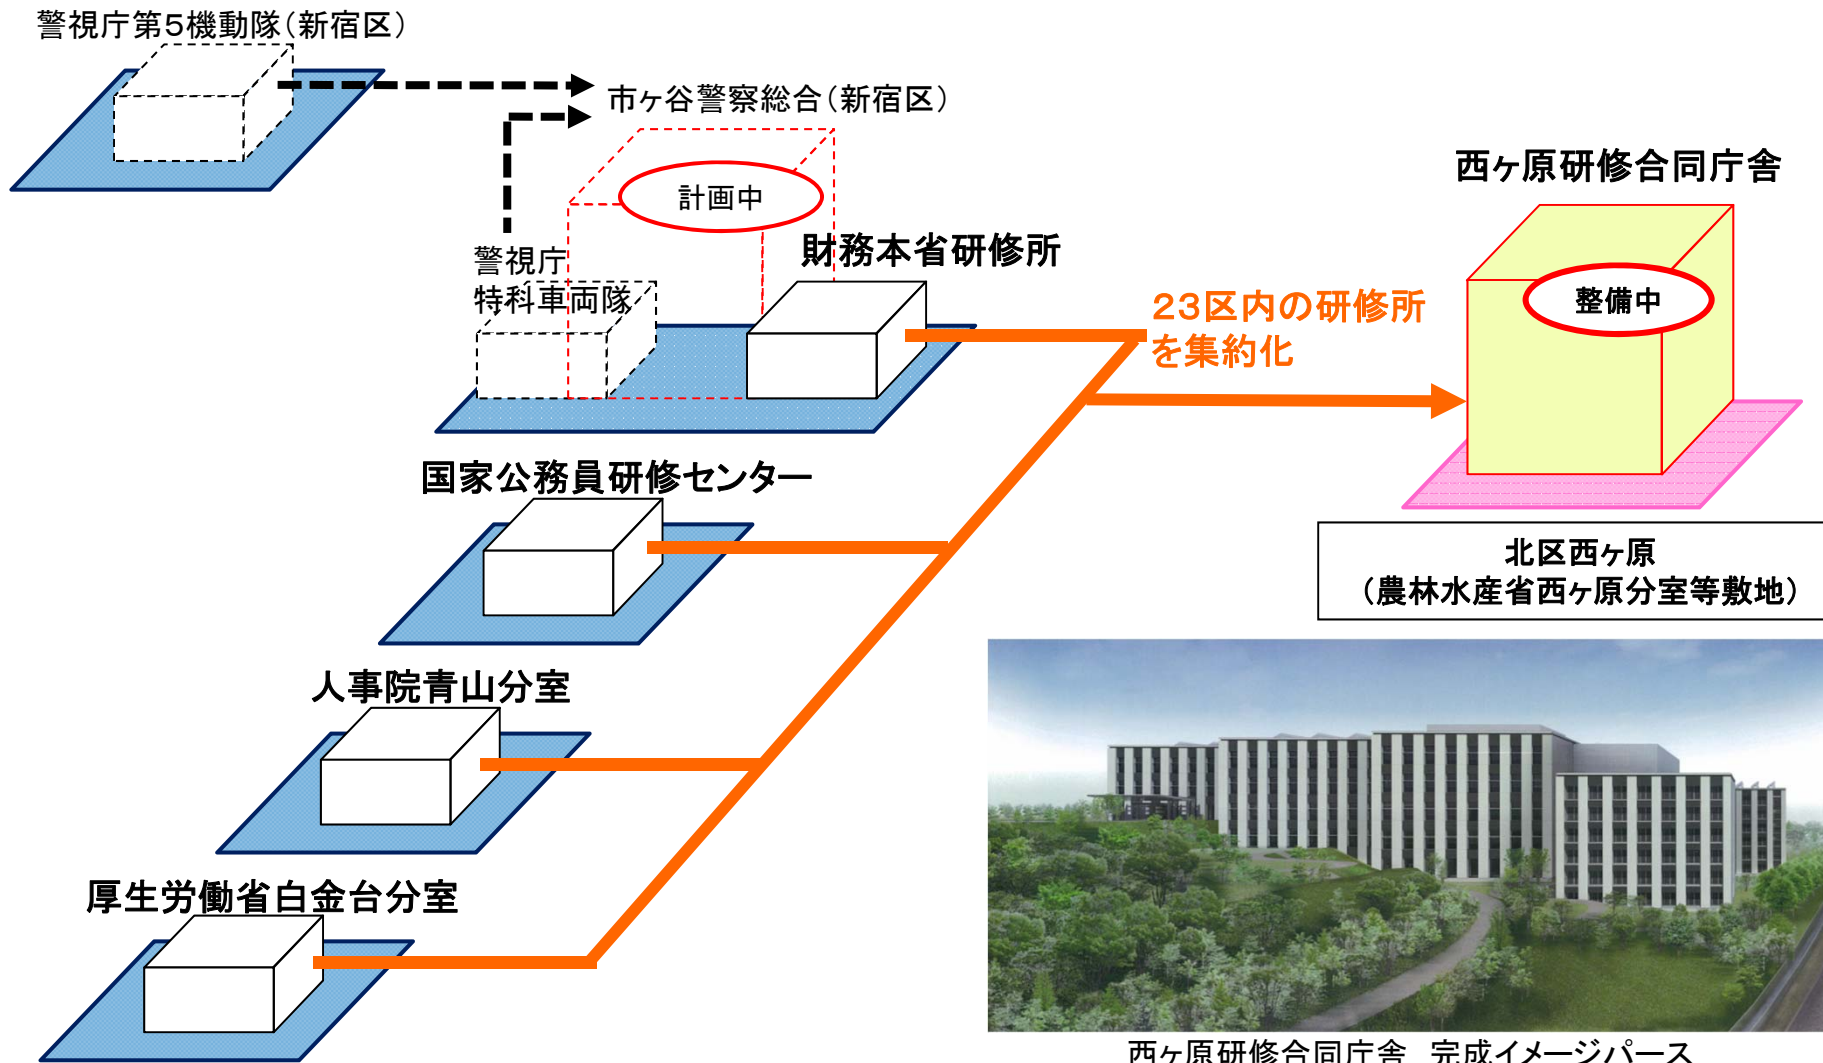 警視庁第5機動隊（新宿区）
市ヶ谷警察総合（新宿区）
計画中
警視庁
特科車両隊
財務本省研修所
23区内の研修所
を集約化
西ヶ原研修合同庁舎
整備中
国家公務員研修センター
北区西ヶ原
（農林水産省西ヶ原分室等敷地）
人事院青山分室
厚生労働省白金台分室
西ヶ原研修合同庁舎　完成イメージパース